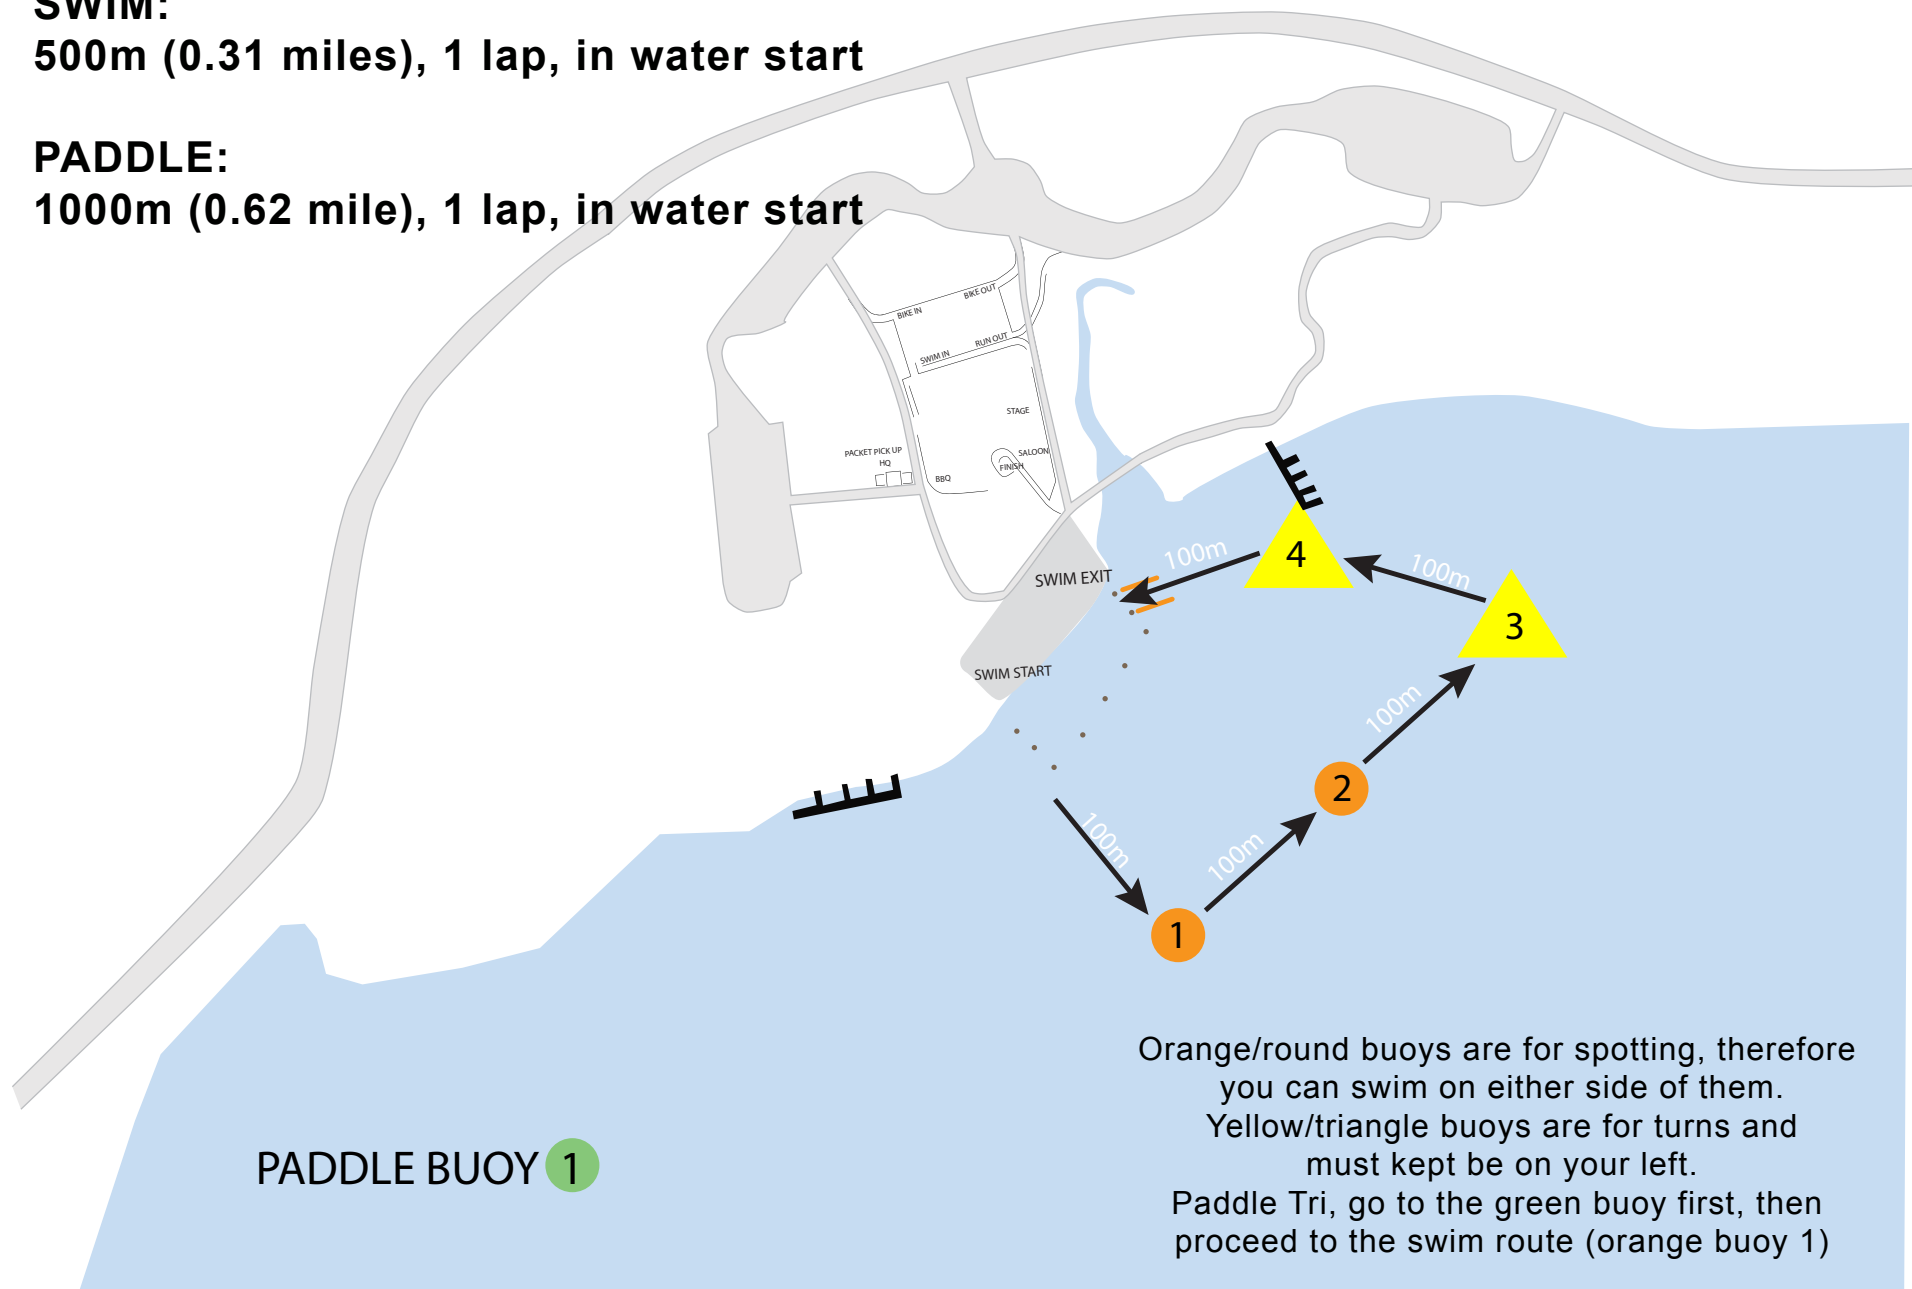 SWIM:
500m (0.31 miles), 1 lap, in water start
PADDLE:
1000m (0.62 mile), 1 lap, in water start
BIKE OUT
BIKE IN
RUN OUT
SWIM IN
STAGE
PACKET PICK UP
HQ
SALOON
FINISH
BBQ
SWIM EXIT
100m
4
100m
3
SWIM START
100m
2
100m
100m
1
Orange/round buoys are for spotting, therefore
you can swim on either side of them.
Yellow/triangle buoys are for turns and
must kept be on your left.
Paddle Tri, go to the green buoy first, then
proceed to the swim route (orange buoy 1)
PADDLE BUOY 1